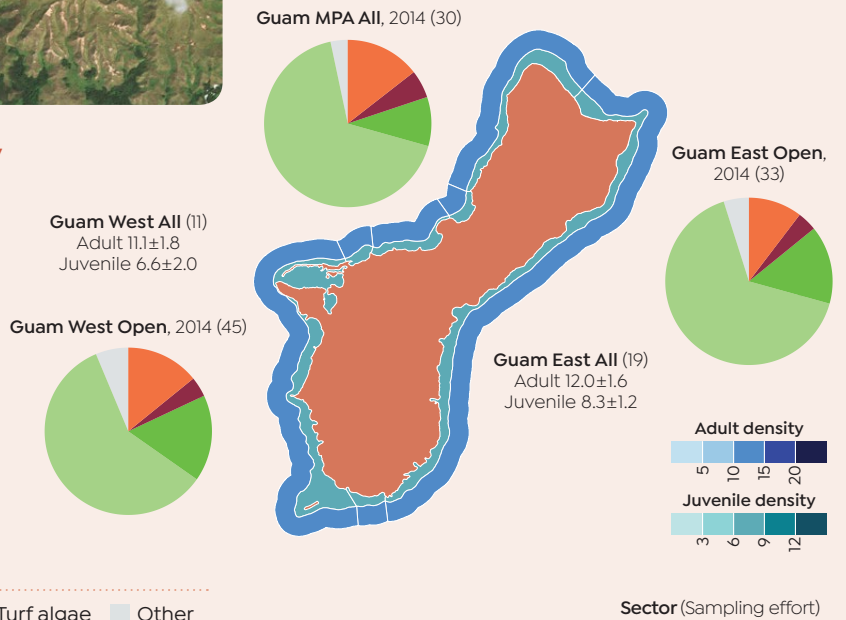 Guam MPA All, 2014 (30)
Guam East Open,
2014 (33)
Guam West All (11)
Adult 11.1±1.8
Juvenile 6.6±2.0
Guam West Open, 2014 (45)
Guam East All (19)
Adult 12.0±1.6
Juvenile 8.3±1.2
Adult density
5 10 15 20
Juvenile density
3 6 9 12
Turf algae Other
Sector (Sampling effort)